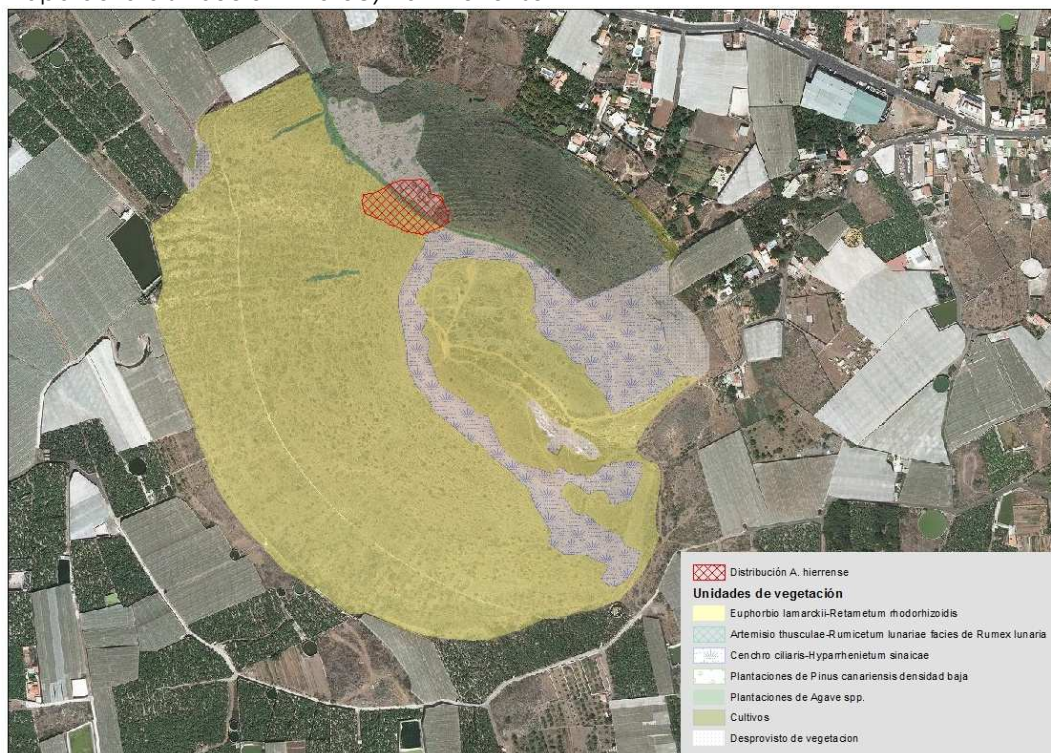 Distribución A. hierrense
Unidades de vegetación
Euphorbio lamarckii-Retametum rhodorhizoidis
Artemisio thusculae-Rumicetum lunariae facies de Rumex lunaria
Cenchro ciliaris-Hyparrhenietum sinaicae
Plantaciones de Pinus canariensis densidad baja
Plantaciones de Agave spp.
Cultivos
Desprovisto de vegetacion